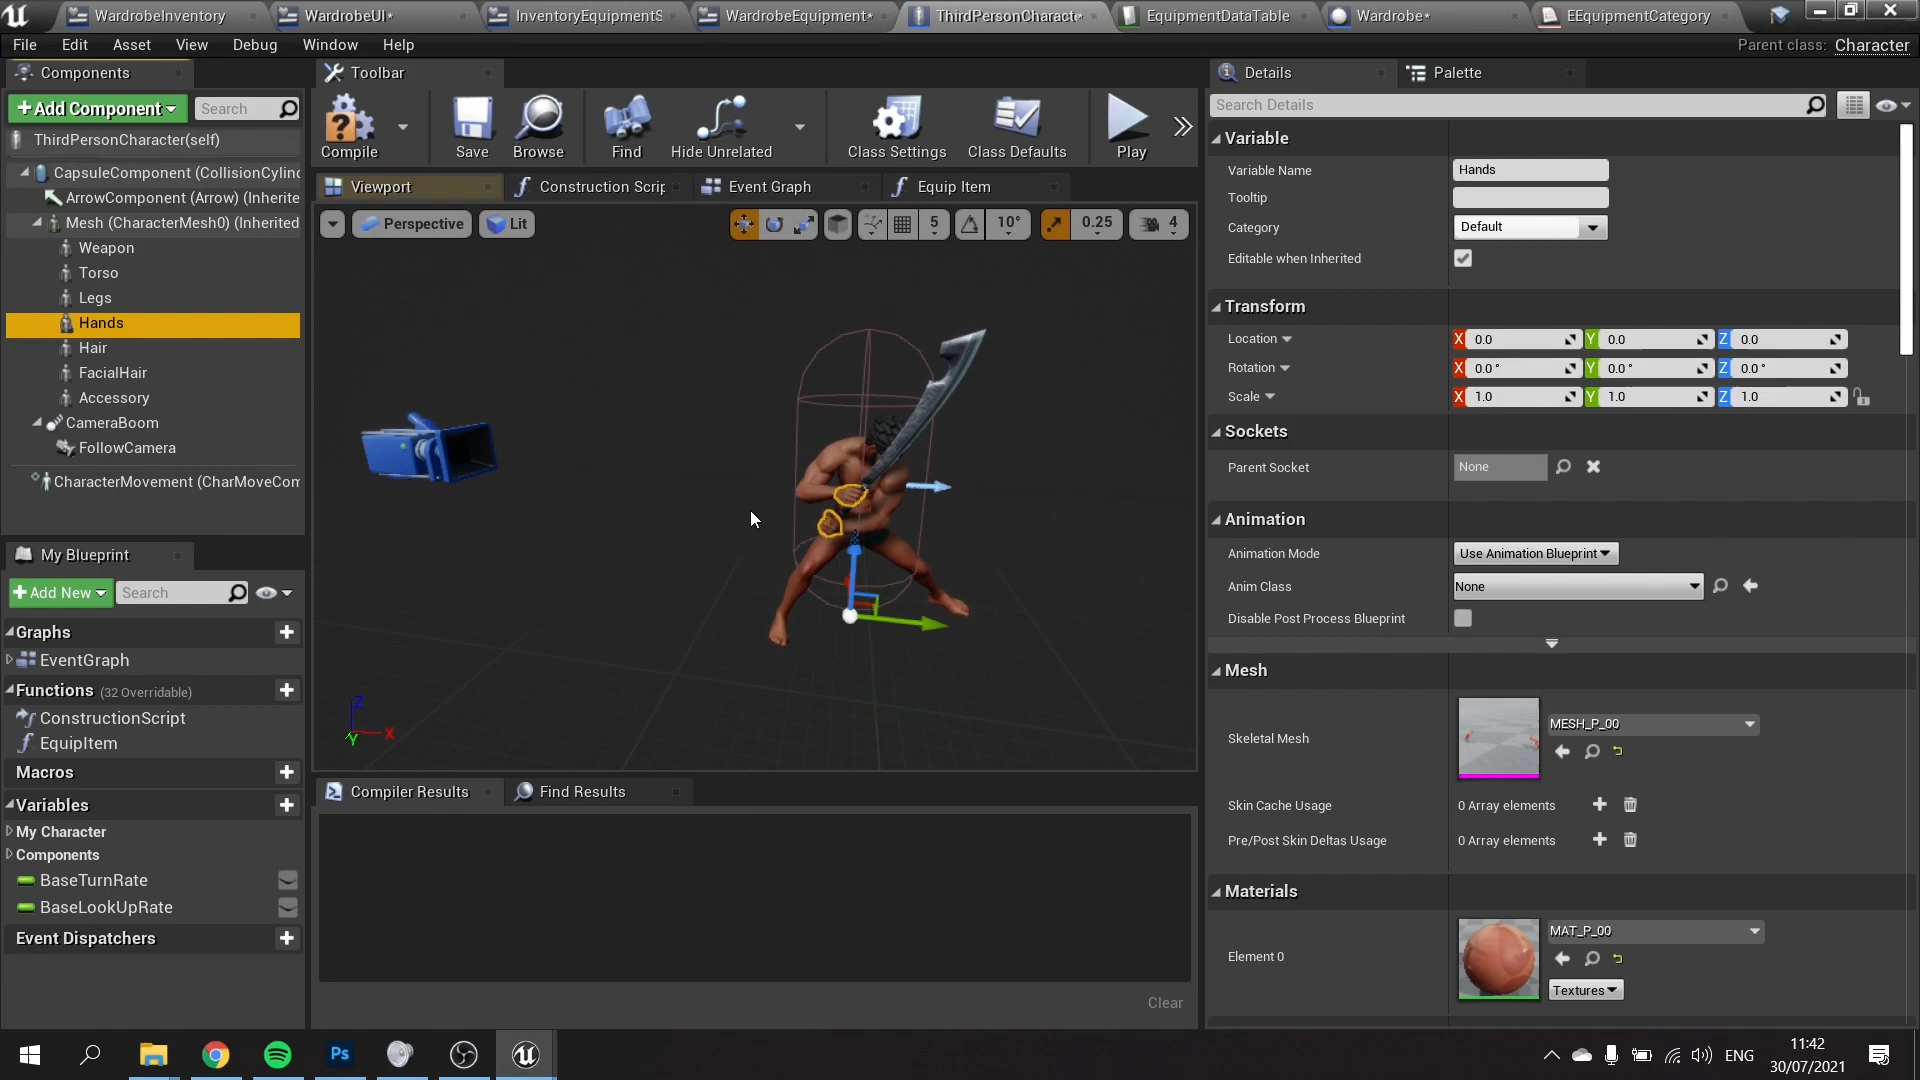 WardrobeInventory
WardrobeUI*
InventoryEquipmentS
WardrobeEquipment*
ThirdPersonCharact*
EquipmentDataTable
Wardrobe*
EEquipmentCategory
File Edit Asset View Debug Window Help
Parent class: Character
Components
Toolbar
Details
Palette
+Add Component
Search
ThirdPersonCharacter(self)
CapsuleComponent (CollisionCylinc
ArrowComponent (Arrow) (Inherite
Mesh (CharacterMesh0) (Inherited
Weapon
Torso
Legs
Hands
Hair
FacialHair
Accessory
CameraBoom
FollowCamera
CharacterMovement (CharMoveCom
My Blueprint
+Add New
Search
Graphs
EventGraph
Functions (32 Overridable)
ConstructionScript
EquipItem
Macros
Variables
My Character
Components
BaseTurnRate
BaseLookUpRate
Event Dispatchers
Compile
Save
Browse
Find
Hide Unrelated
Class Settings
Class Defaults
Play
Viewport
Construction Scrip
Event Graph
Equip Item
Perspective
Lit
5
10°
0.25
4
Z
X
Y
Compiler Results
Find Results
Clear
Search Details
Variable
Variable Name
Hands
Tooltip
Category
Default
Editable when Inherited
Transform
Location X 0.0 Y 0.0 Z 0.0
Rotation X 0.0 ° Y 0.0 ° Z 0.0 °
Scale X 1.0 Y 1.0 Z 1.0
Sockets
Parent Socket
None
Animation
Animation Mode
Use Animation Blueprint
Anim Class
None
Disable Post Process Blueprint
Mesh
Skeletal Mesh
MESH_P_00
Skin Cache Usage
0 Array elements
Pre/Post Skin Deltas Usage
0 Array elements
Materials
Element 0
MAT_P_00
Textures
Ps
ENG
11:42
30/07/2021